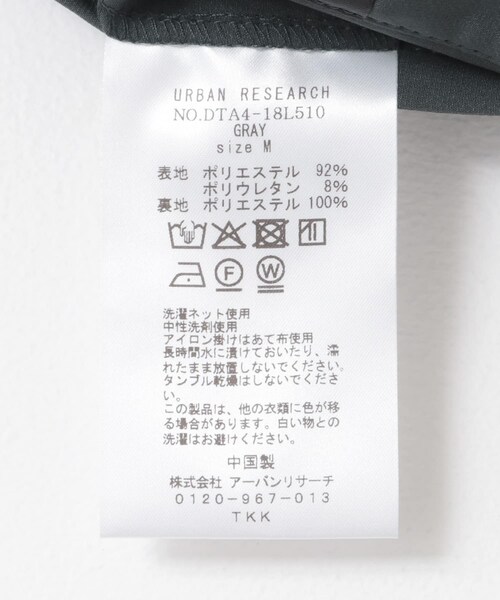 URBAN RESEARCH
NO.DTA4-18L510
GRAY
size M
表地 ポリエステル 92%
ポリウレタン 8%
裏地 ポリエステル 100%
F W
洗濯ネット使用
中性洗剤使用
アイロン掛けはあて布使用
長時間水に漬けておいたり、濡
れたまま放置しないでください。
タンブル乾燥はしないでくださ
い。
この製品は、他の衣類に色が移
る場合があります。白い物との
洗濯はお避けください。
中国製
株式会社 アーバンリサーチ
0120-967-013
TKK